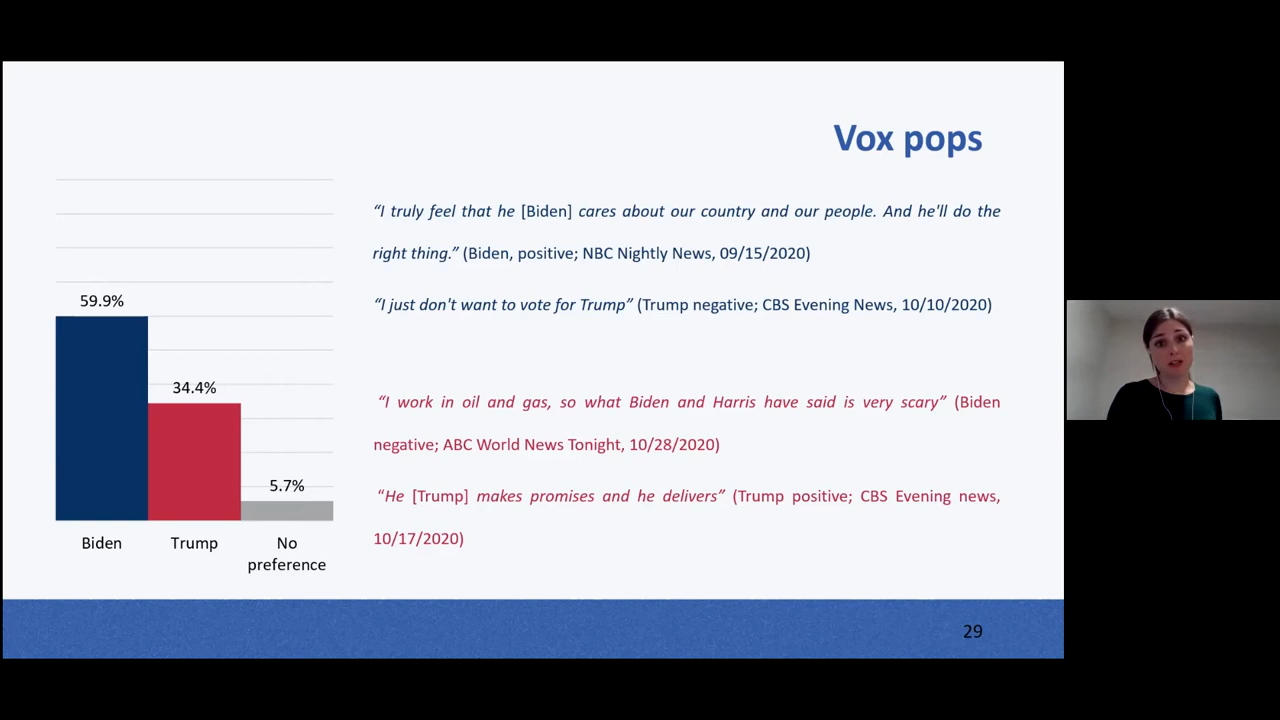 Vox pops
“I truly feel that he [Biden] cares about our country and our people. And he'll do the
right thing.” (Biden, positive; NBC Nightly News, 09/15/2020)
“I just don't want to vote for Trump” (Trump negative; CBS Evening News, 10/10/2020)
“I work in oil and gas, so what Biden and Harris have said is very scary” (Biden
negative; ABC World News Tonight, 10/28/2020)
“He [Trump] makes promises and he delivers” (Trump positive; CBS Evening news,
10/17/2020)
59.9%
34.4%
5.7%
Biden
Trump
No
preference
29